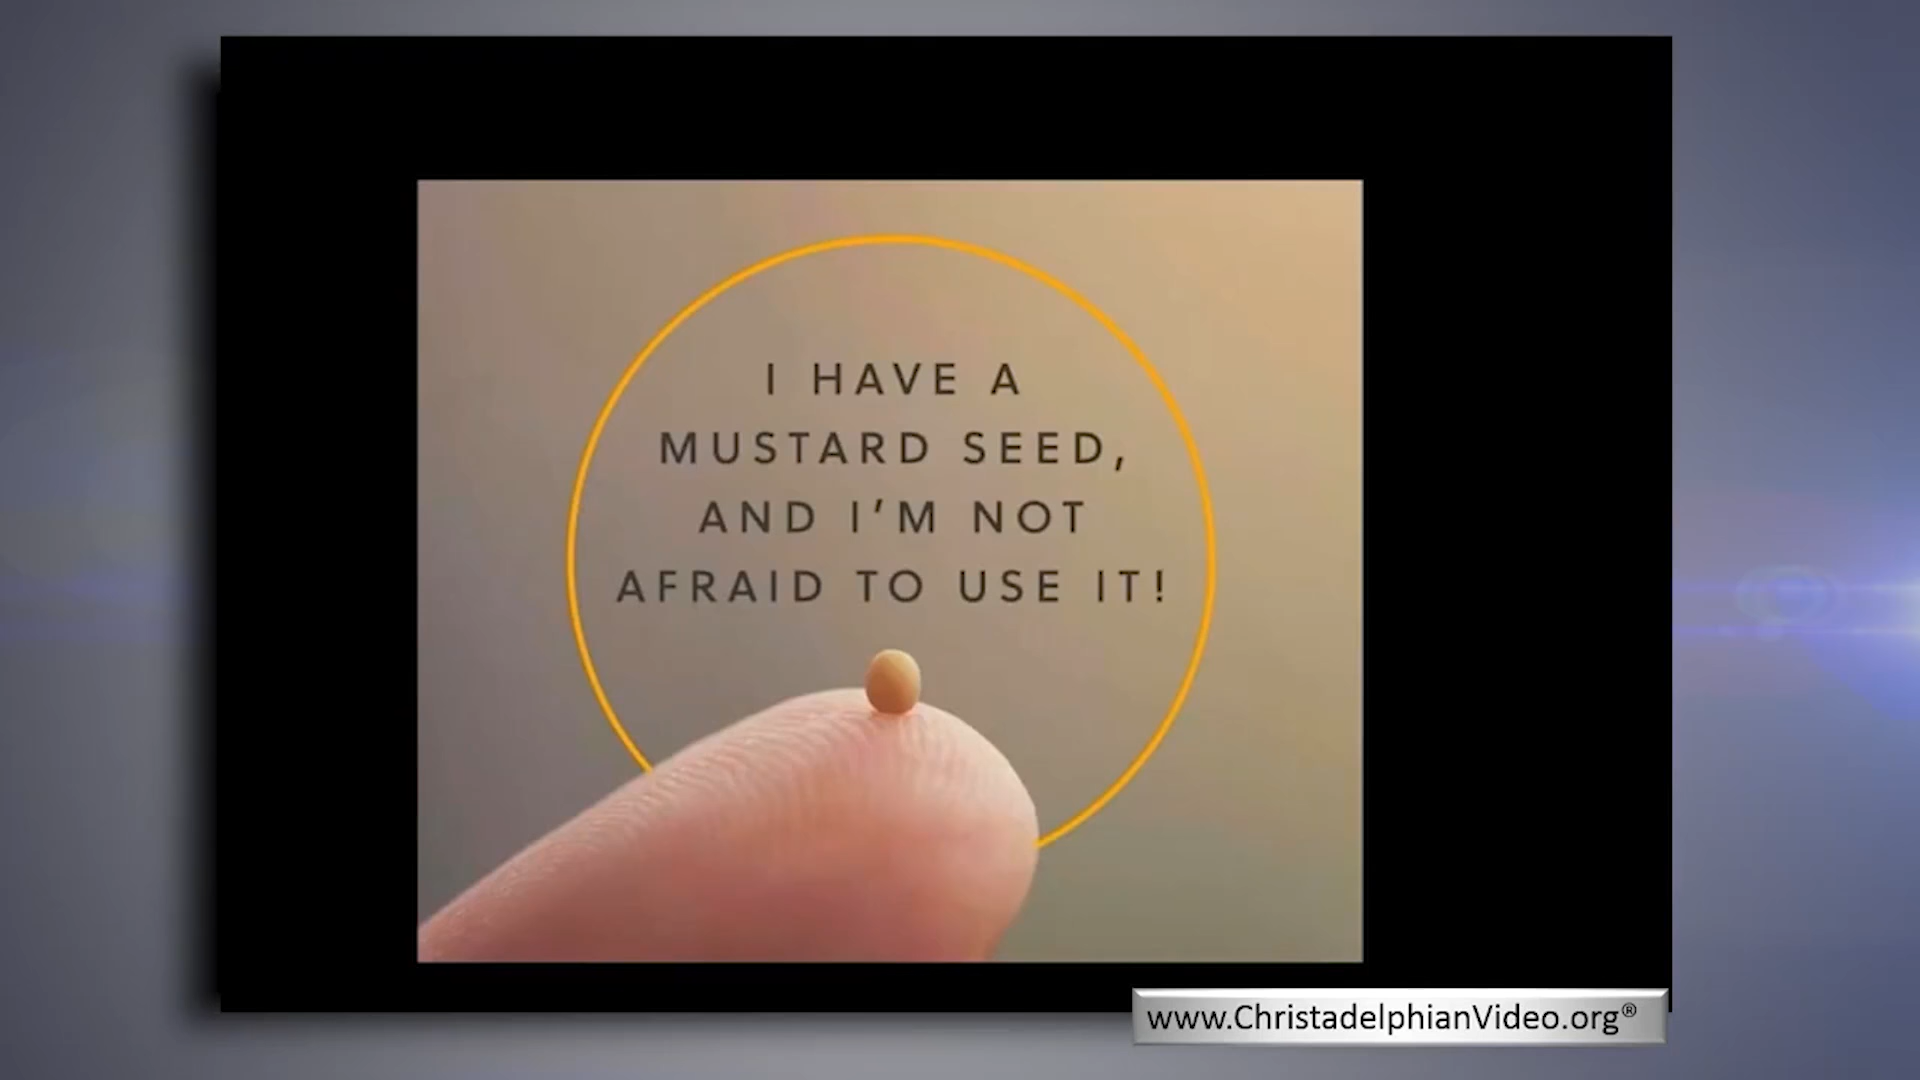 I HAVE A
MUSTARD SEED,
AND I'M NOT
AFRAID TO USE IT!
www.ChristadelphianVideo.org®